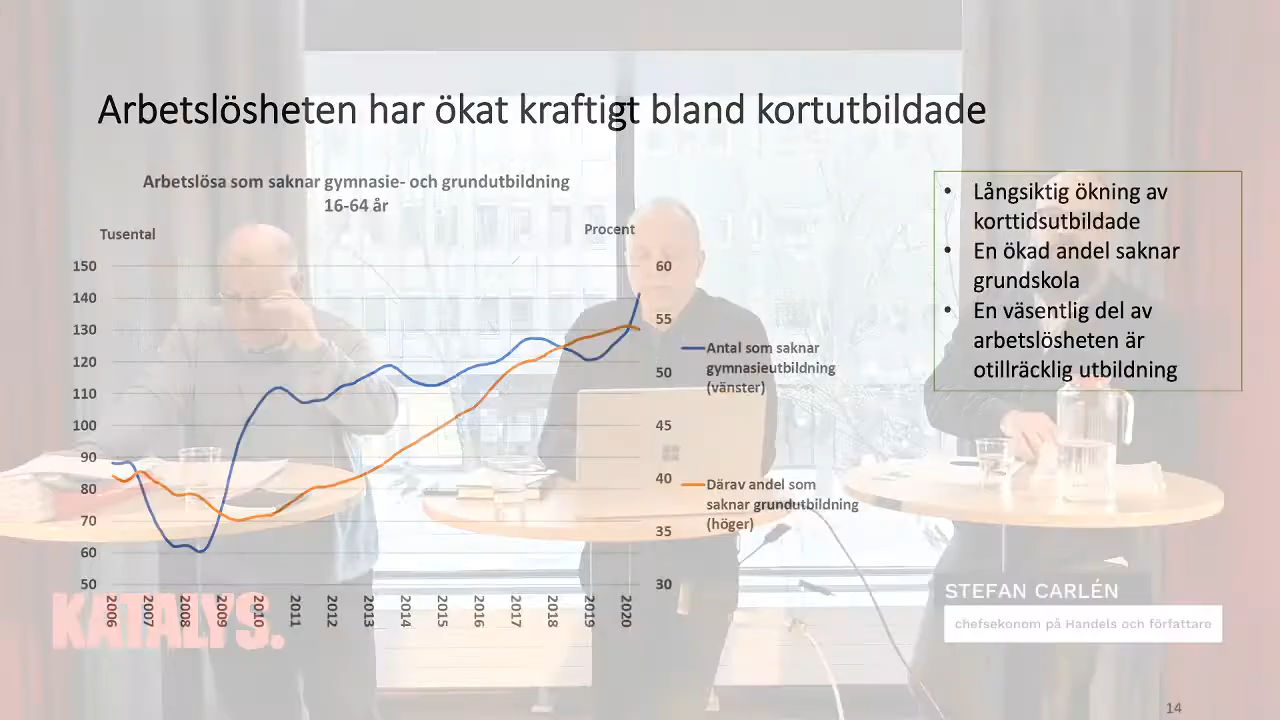 Arbetslösheten har ökat kraftigt bland kortutbildade
Arbetslösa som saknar gymnasie- och grundutbildning
16-64 år
Tusental
Procent
150
140
130
120
110
100
90
80
70
60
50
60
55
50
45
40
35
30
2006
2007
2008
2009
2010
2011
2012
2013
2014
2015
2016
2017
2018
2019
2020
Antal som saknar
gymnasieutbildning
(vänster)
Därav andel som
saknar grundutbildning
(höger)
• Långsiktig ökning av
korttidsutbildade
• En ökad andel saknar
grundskola
• En väsentlig del av
arbetslösheten är
otillräcklig utbildning
KATALYS.
STEFAN CARLÉN
chefsekonom på Handels och författare
14